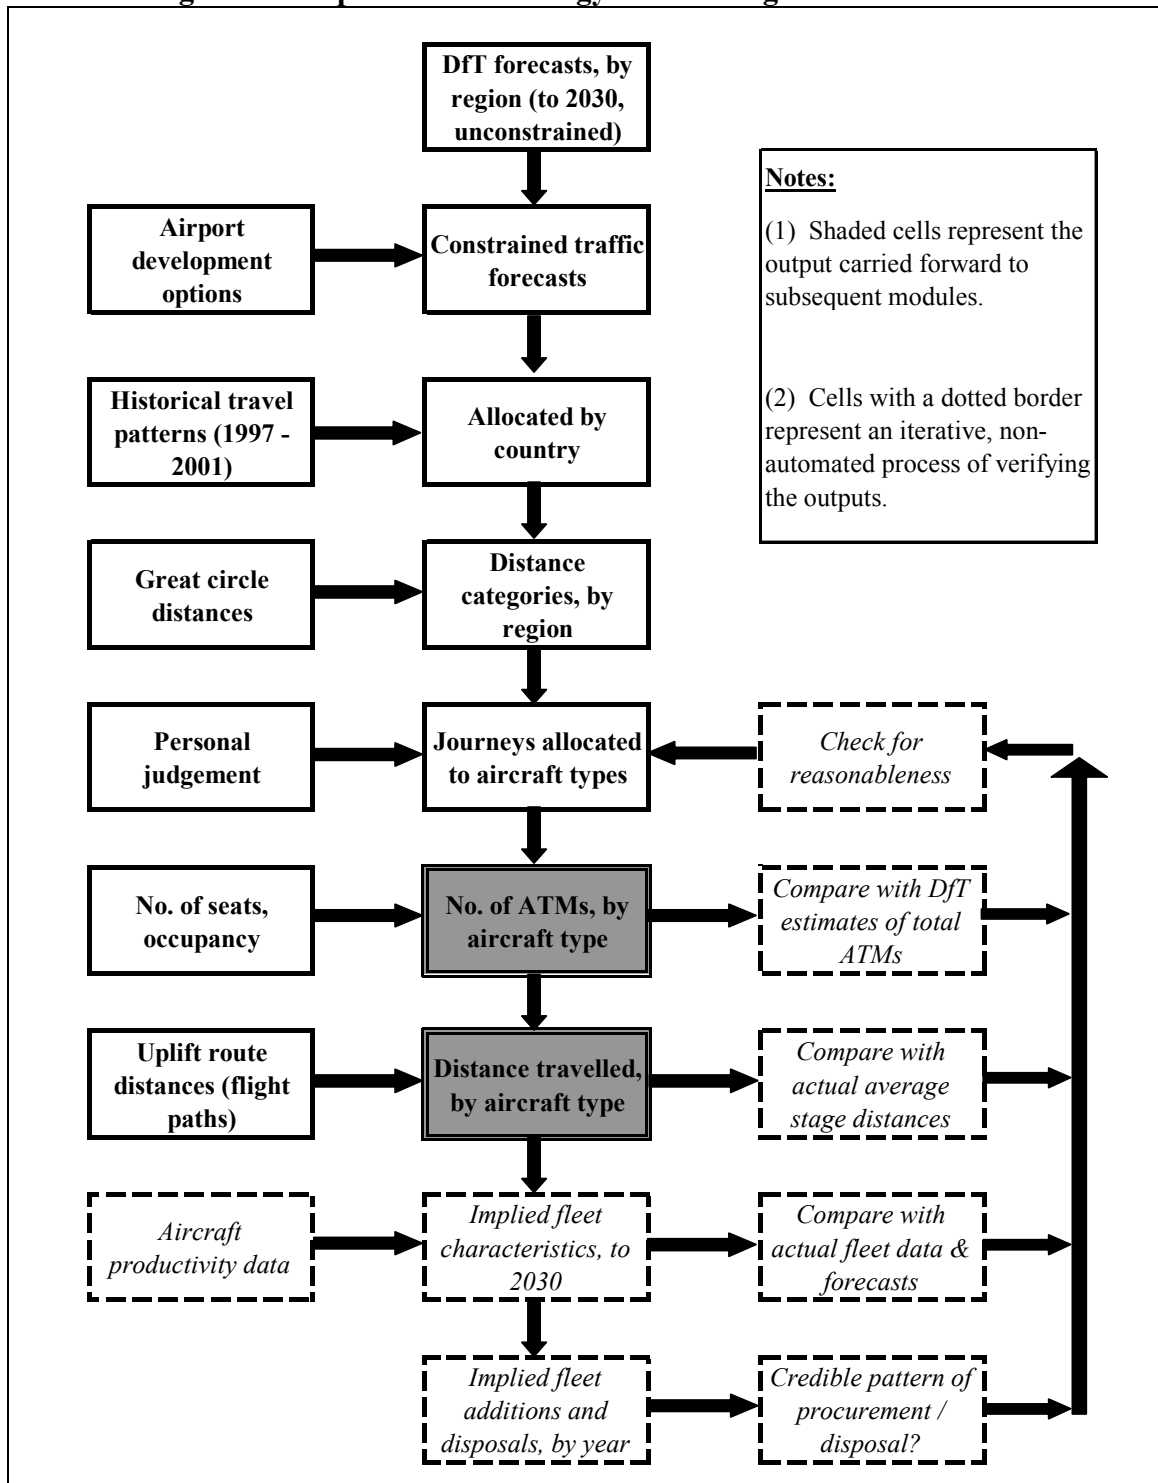 DfT forecasts, by
region (to 2030,
unconstrained)
Notes:
(1) Shaded cells represent the
output carried forward to
subsequent modules.
(2) Cells with a dotted border
represent an iterative, non-
automated process of verifying
the outputs.
Airport
development
options
Constrained traffic
forecasts
Historical travel
patterns (1997 -
2001)
Allocated by
country
Great circle
distances
Distance
categories, by
region
Personal
judgement
Journeys allocated
to aircraft types
Check for
reasonableness
No. of seats,
occupancy
No. of ATMs, by
aircraft type
Compare with DfT
estimates of total
ATMs
Uplift route
distances (flight
paths)
Distance travelled,
by aircraft type
Compare with
actual average
stage distances
Aircraft
productivity data
Implied fleet
characteristics, to
2030
Compare with
actual fleet data &
forecasts
Implied fleet
additions and
disposals, by year
Credible pattern of
procurement /
disposal?